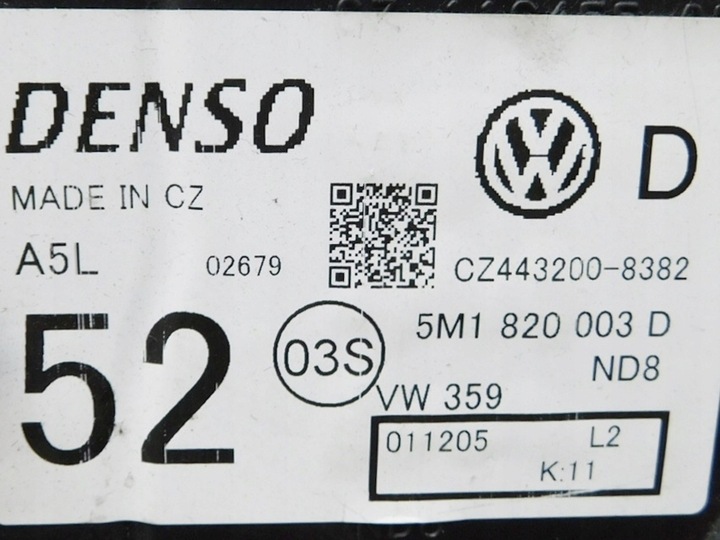 DENSO
D
MADE IN CZ
A5L
02679
CZ443200-8382
52
03S
5M1 820 003 D
ND8
VW 359
011205 L2
K:11